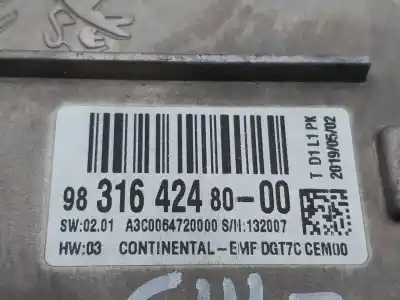 98 316 424 80-00
SW:02.01 A3C0064720000 S/N:132007
HW:03 CONTINENTAL-EMF DGT7C CEM00
T D1 L1 PK
2019/05/02